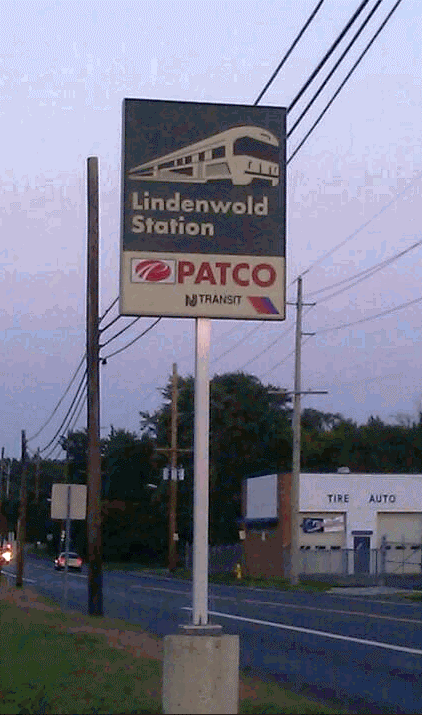 Lindenwold
Station
PATCO
NJ TRANSIT
TIRE AUTO